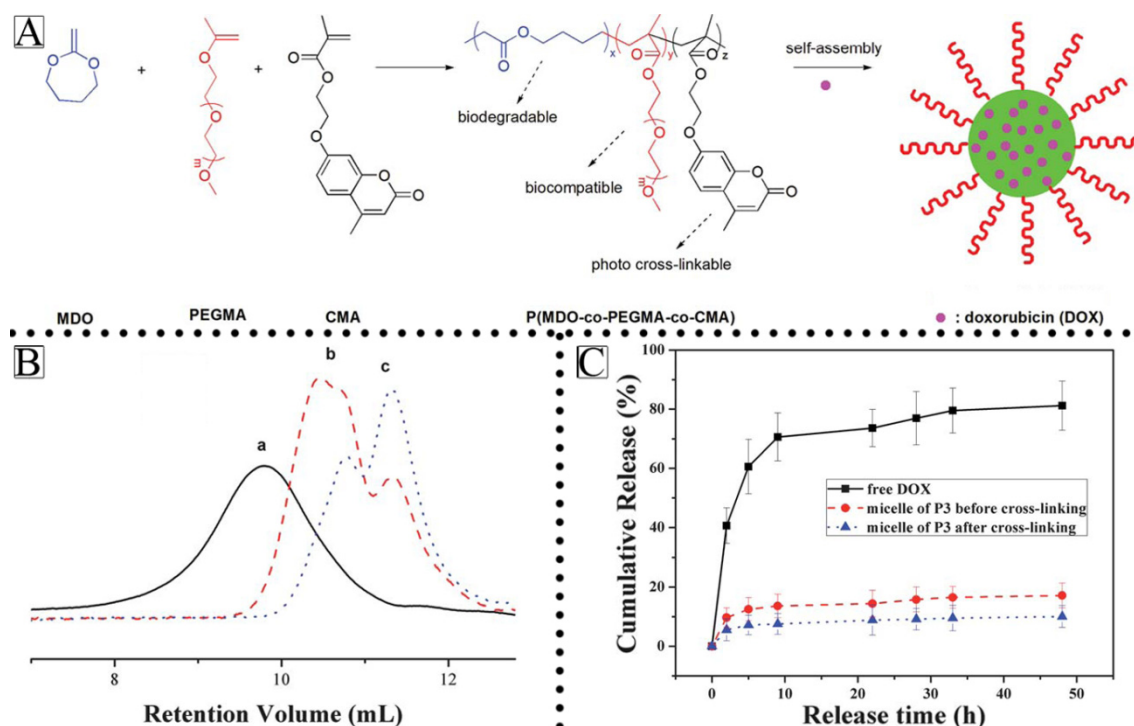 A
O
O
+
O
O
m O
+
O
O
O
O
O
O
O
x
y
z
O
O
O
O
O
m O
O
O
O
O
biodegradable
biocompatible
photo cross-linkable
self-assembly
MDO
PEGMA
CMA
P(MDO-co-PEGMA-co-CMA)
: doxorubicin (DOX)
B
a
b
c
8
10
12
Retention Volume (mL)
C
Cumulative Release (%)
100
80
60
40
20
0
free DOX
micelle of P3 before cross-linking
micelle of P3 after cross-linking
0
10
20
30
40
50
Release time (h)